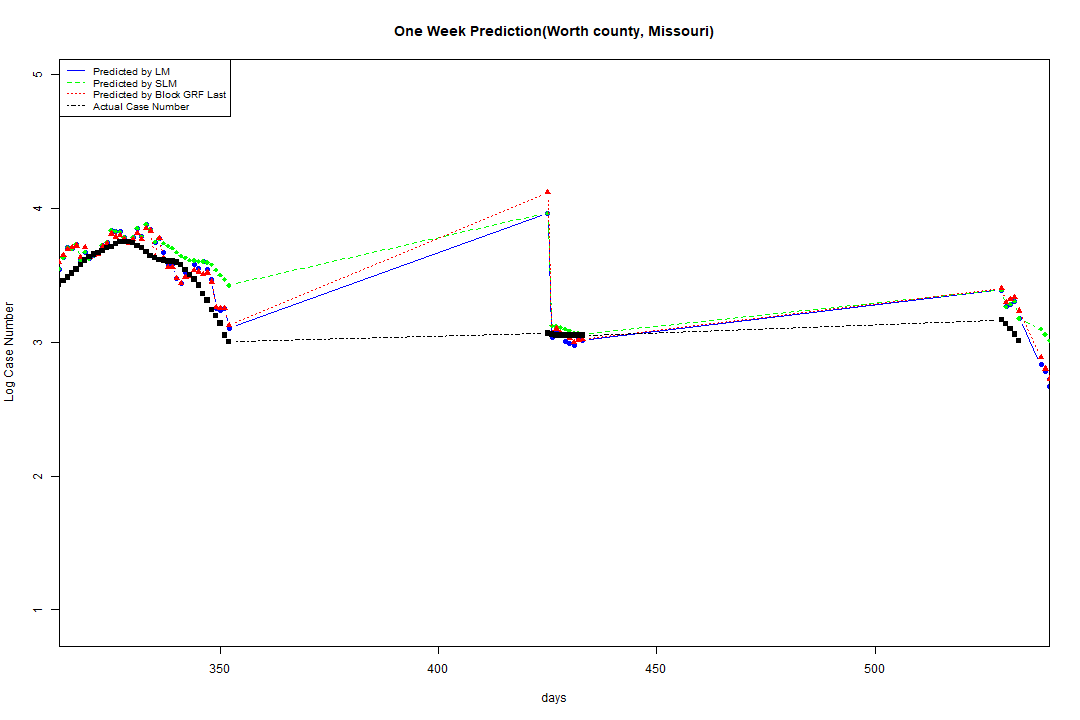 One Week Prediction(Worth county, Missouri)
Predicted by LM
Predicted by SLM
Predicted by Block GRF Last
Actual Case Number
5
4
3
2
1
Log Case Number
350 400 450 500
days